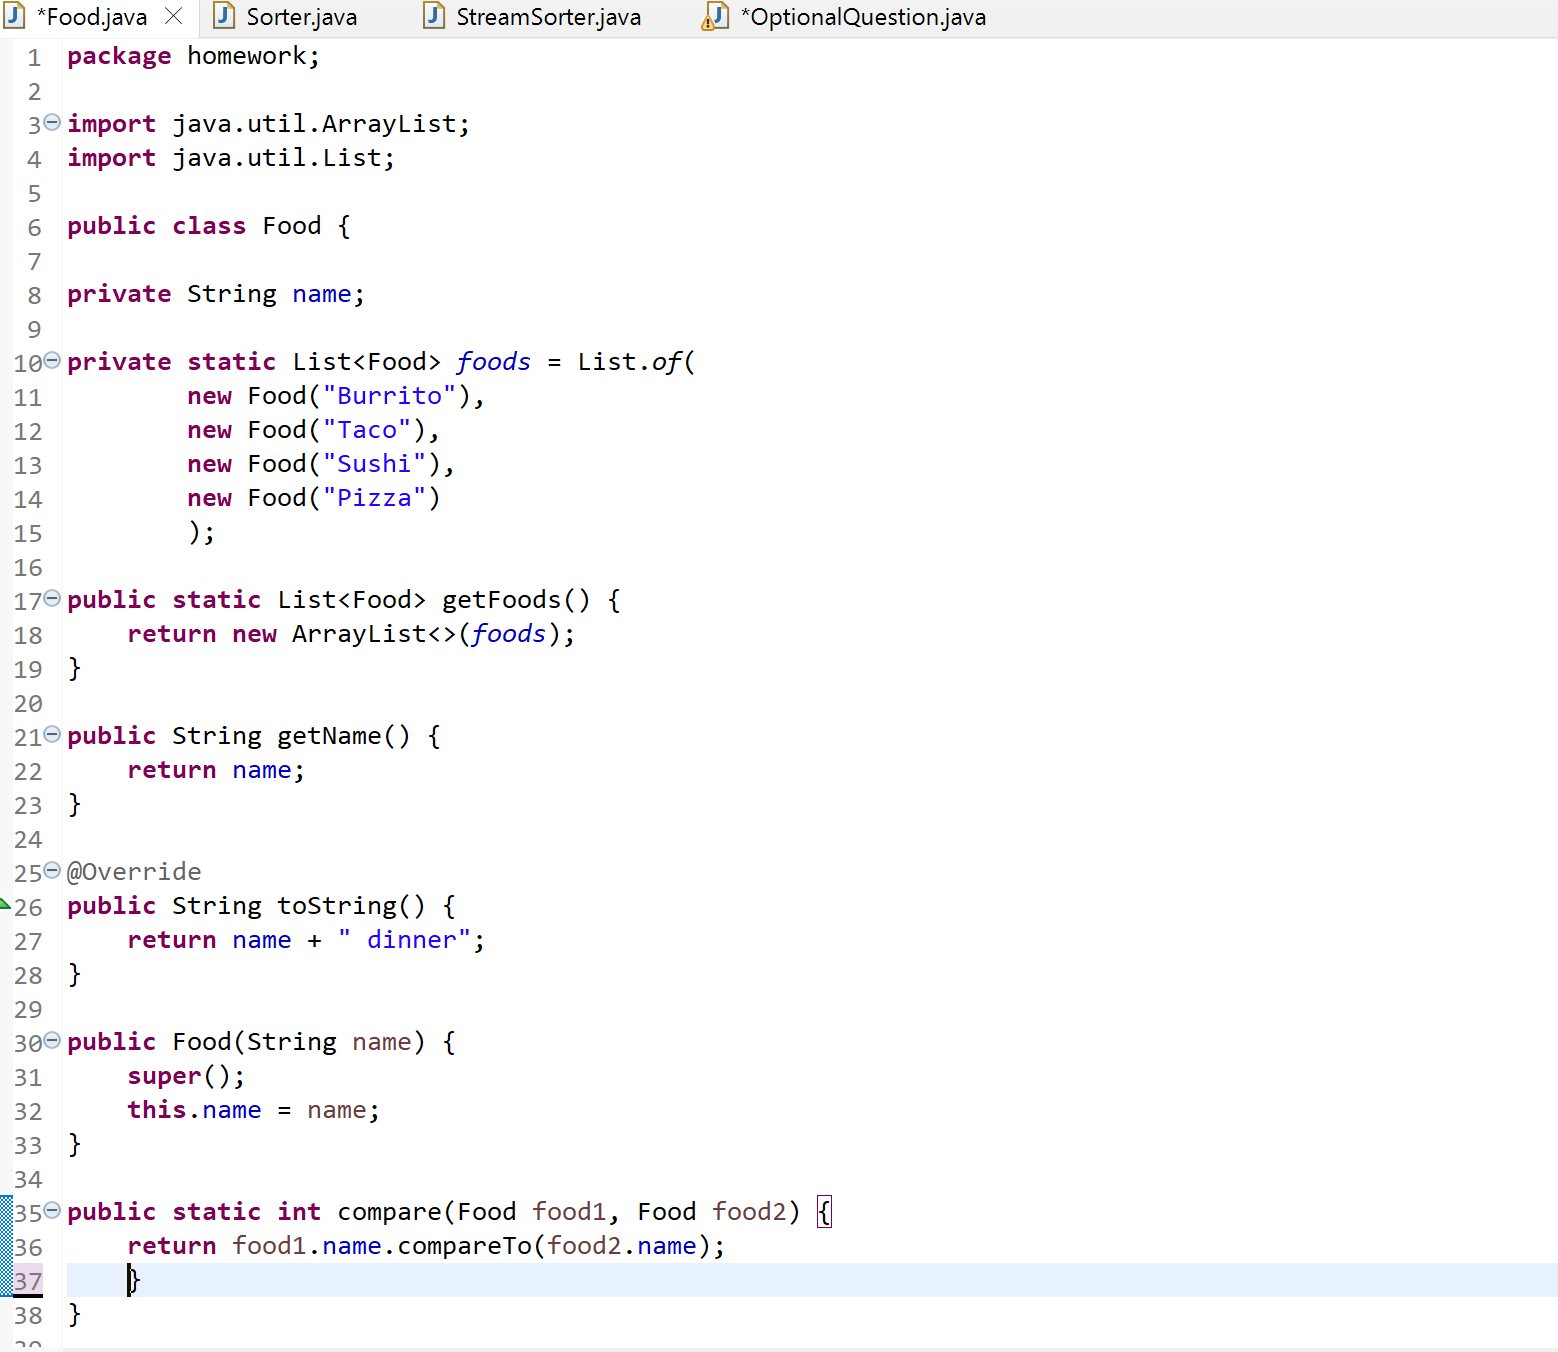 *Food.java Sorter.java StreamSorter.java *OptionalQuestion.java
1 package homework;
2
3 import java.util.ArrayList;
4 import java.util.List;
5
6 public class Food {
7
8 private String name;
9
10 private static List<Food> foods = List.of(
11 new Food("Burrito"),
12 new Food("Taco"),
13 new Food("Sushi"),
14 new Food("Pizza")
15 );
16
17 public static List<Food> getFoods() {
18 return new ArrayList<>(foods);
19 }
20
21 public String getName() {
22 return name;
23 }
24
25 @Override
26 public String toString() {
27 return name + " dinner";
28 }
29
30 public Food(String name) {
31 super();
32 this.name = name;
33 }
34
35 public static int compare(Food food1, Food food2) {
36 return food1.name.compareTo(food2.name);
37 }
38 }